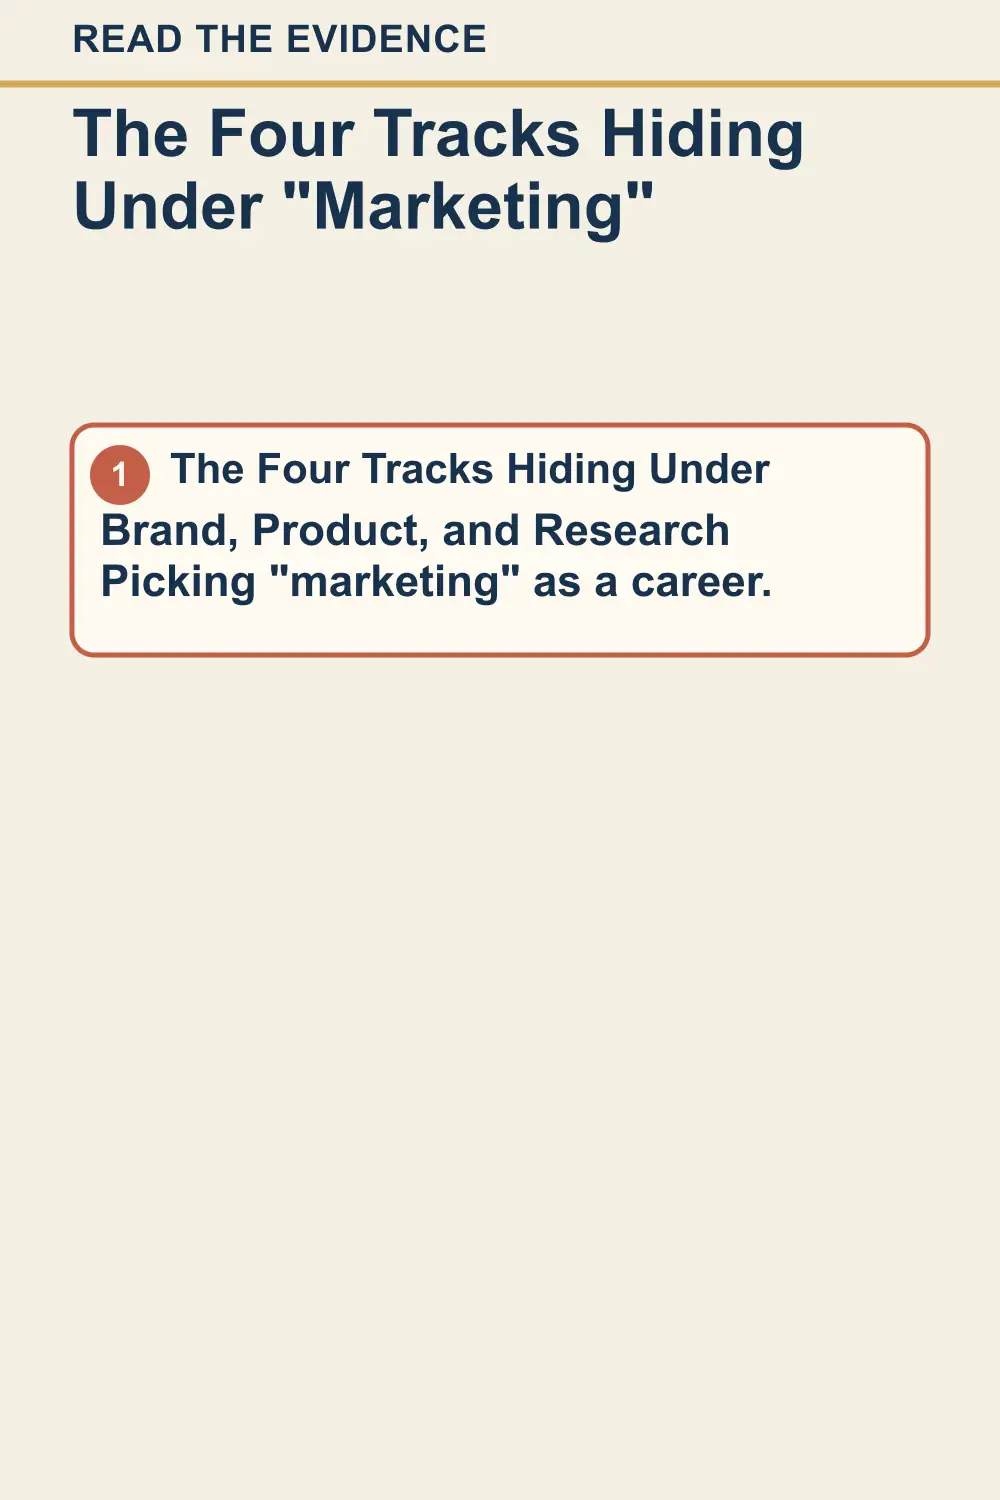 READ THE EVIDENCE
The Four Tracks Hiding
Under "Marketing"
1 The Four Tracks Hiding Under
Brand, Product, and Research
Picking "marketing" as a career.